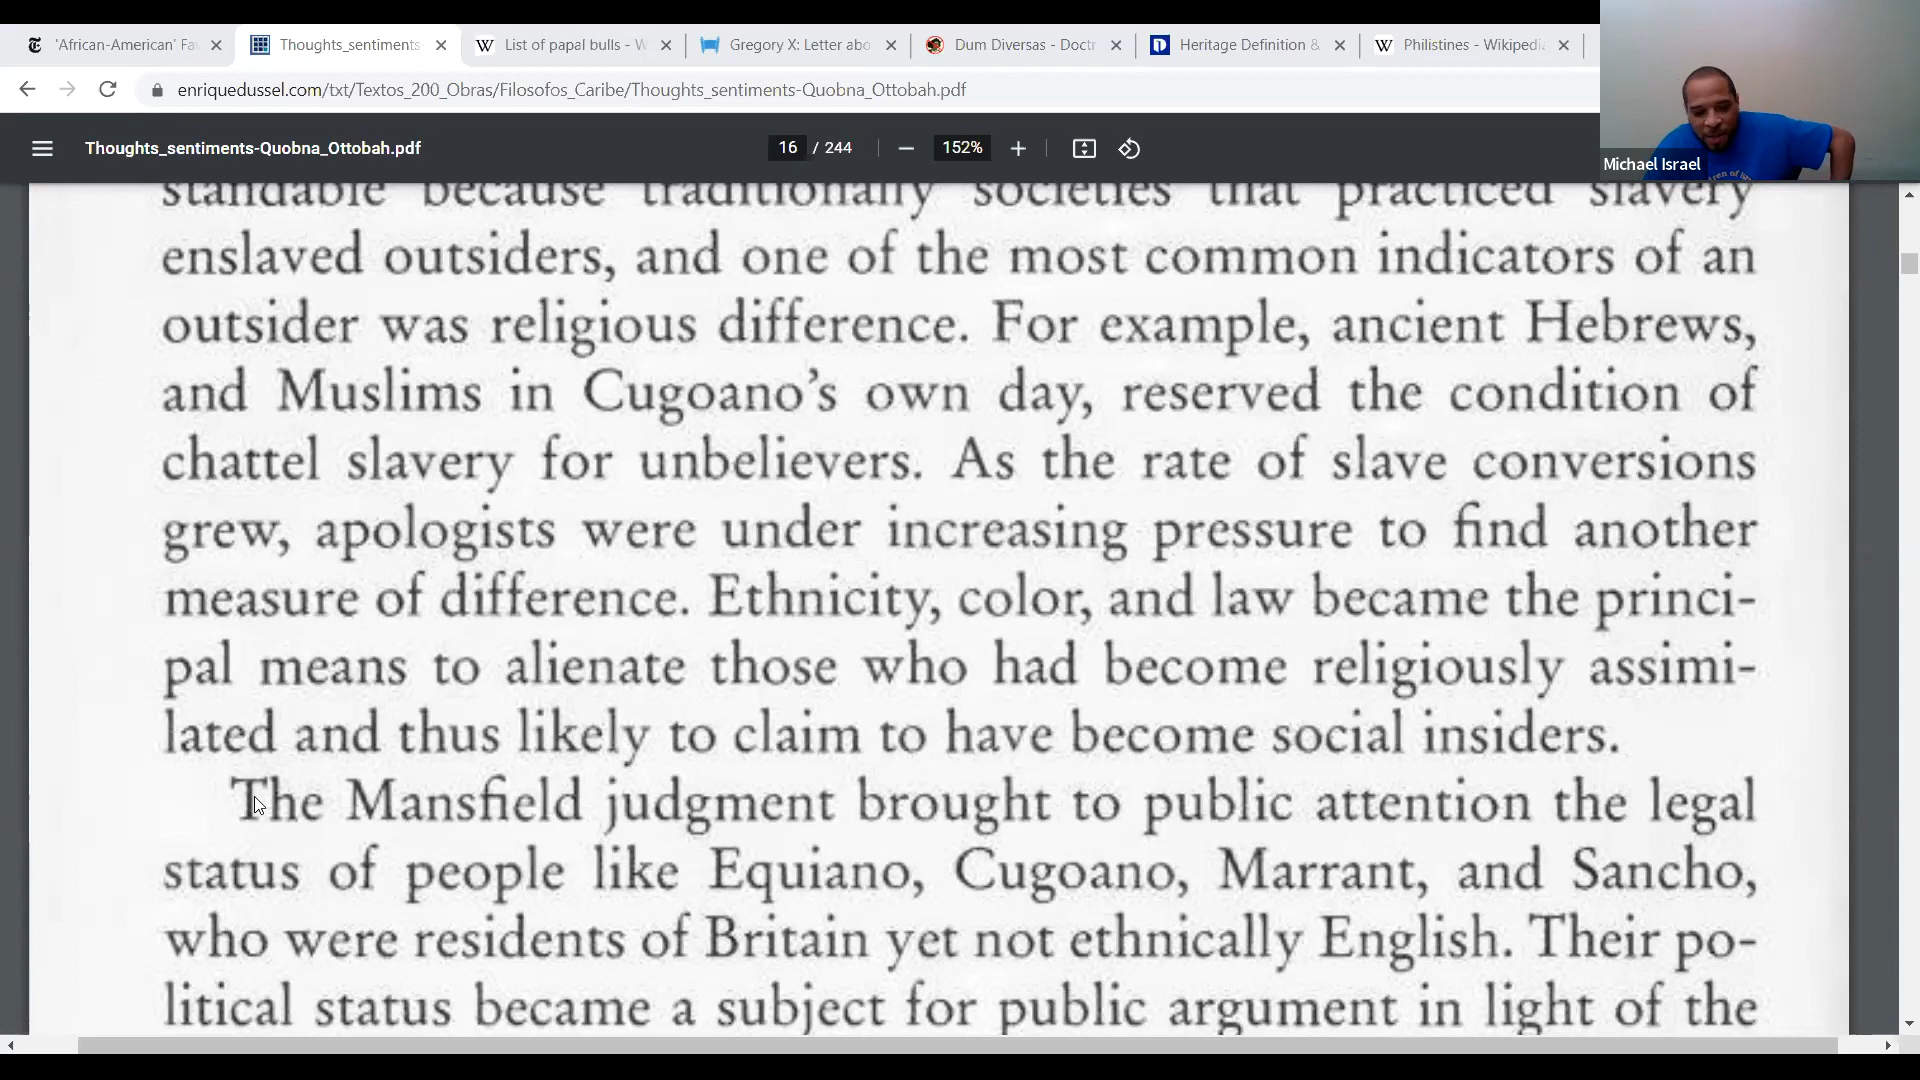 'African-American' Fa
Thoughts_sentiments
List of papal bulls - W
Gregory X: Letter abo
Dum Diversas - Doctr
Heritage Definition &
Philistines - Wikipedia
enriquedussel.com/txt/Textos_200_Obras/Filosofos_Caribe/Thoughts_sentiments-Quobna_Ottobah.pdf
Thoughts_sentiments-Quobna_Ottobah.pdf
16 / 244
152%
Michael Israel
standable because traditionally societies that practiced slavery
enslaved outsiders, and one of the most common indicators of an
outsider was religious difference. For example, ancient Hebrews,
and Muslims in Cugoano's own day, reserved the condition of
chattel slavery for unbelievers. As the rate of slave conversions
grew, apologists were under increasing pressure to find another
measure of difference. Ethnicity, color, and law became the princi-
pal means to alienate those who had become religiously assimi-
lated and thus likely to claim to have become social insiders.
The Mansfield judgment brought to public attention the legal
status of people like Equiano, Cugoano, Marrant, and Sancho,
who were residents of Britain yet not ethnically English. Their po-
litical status became a subject for public argument in light of the